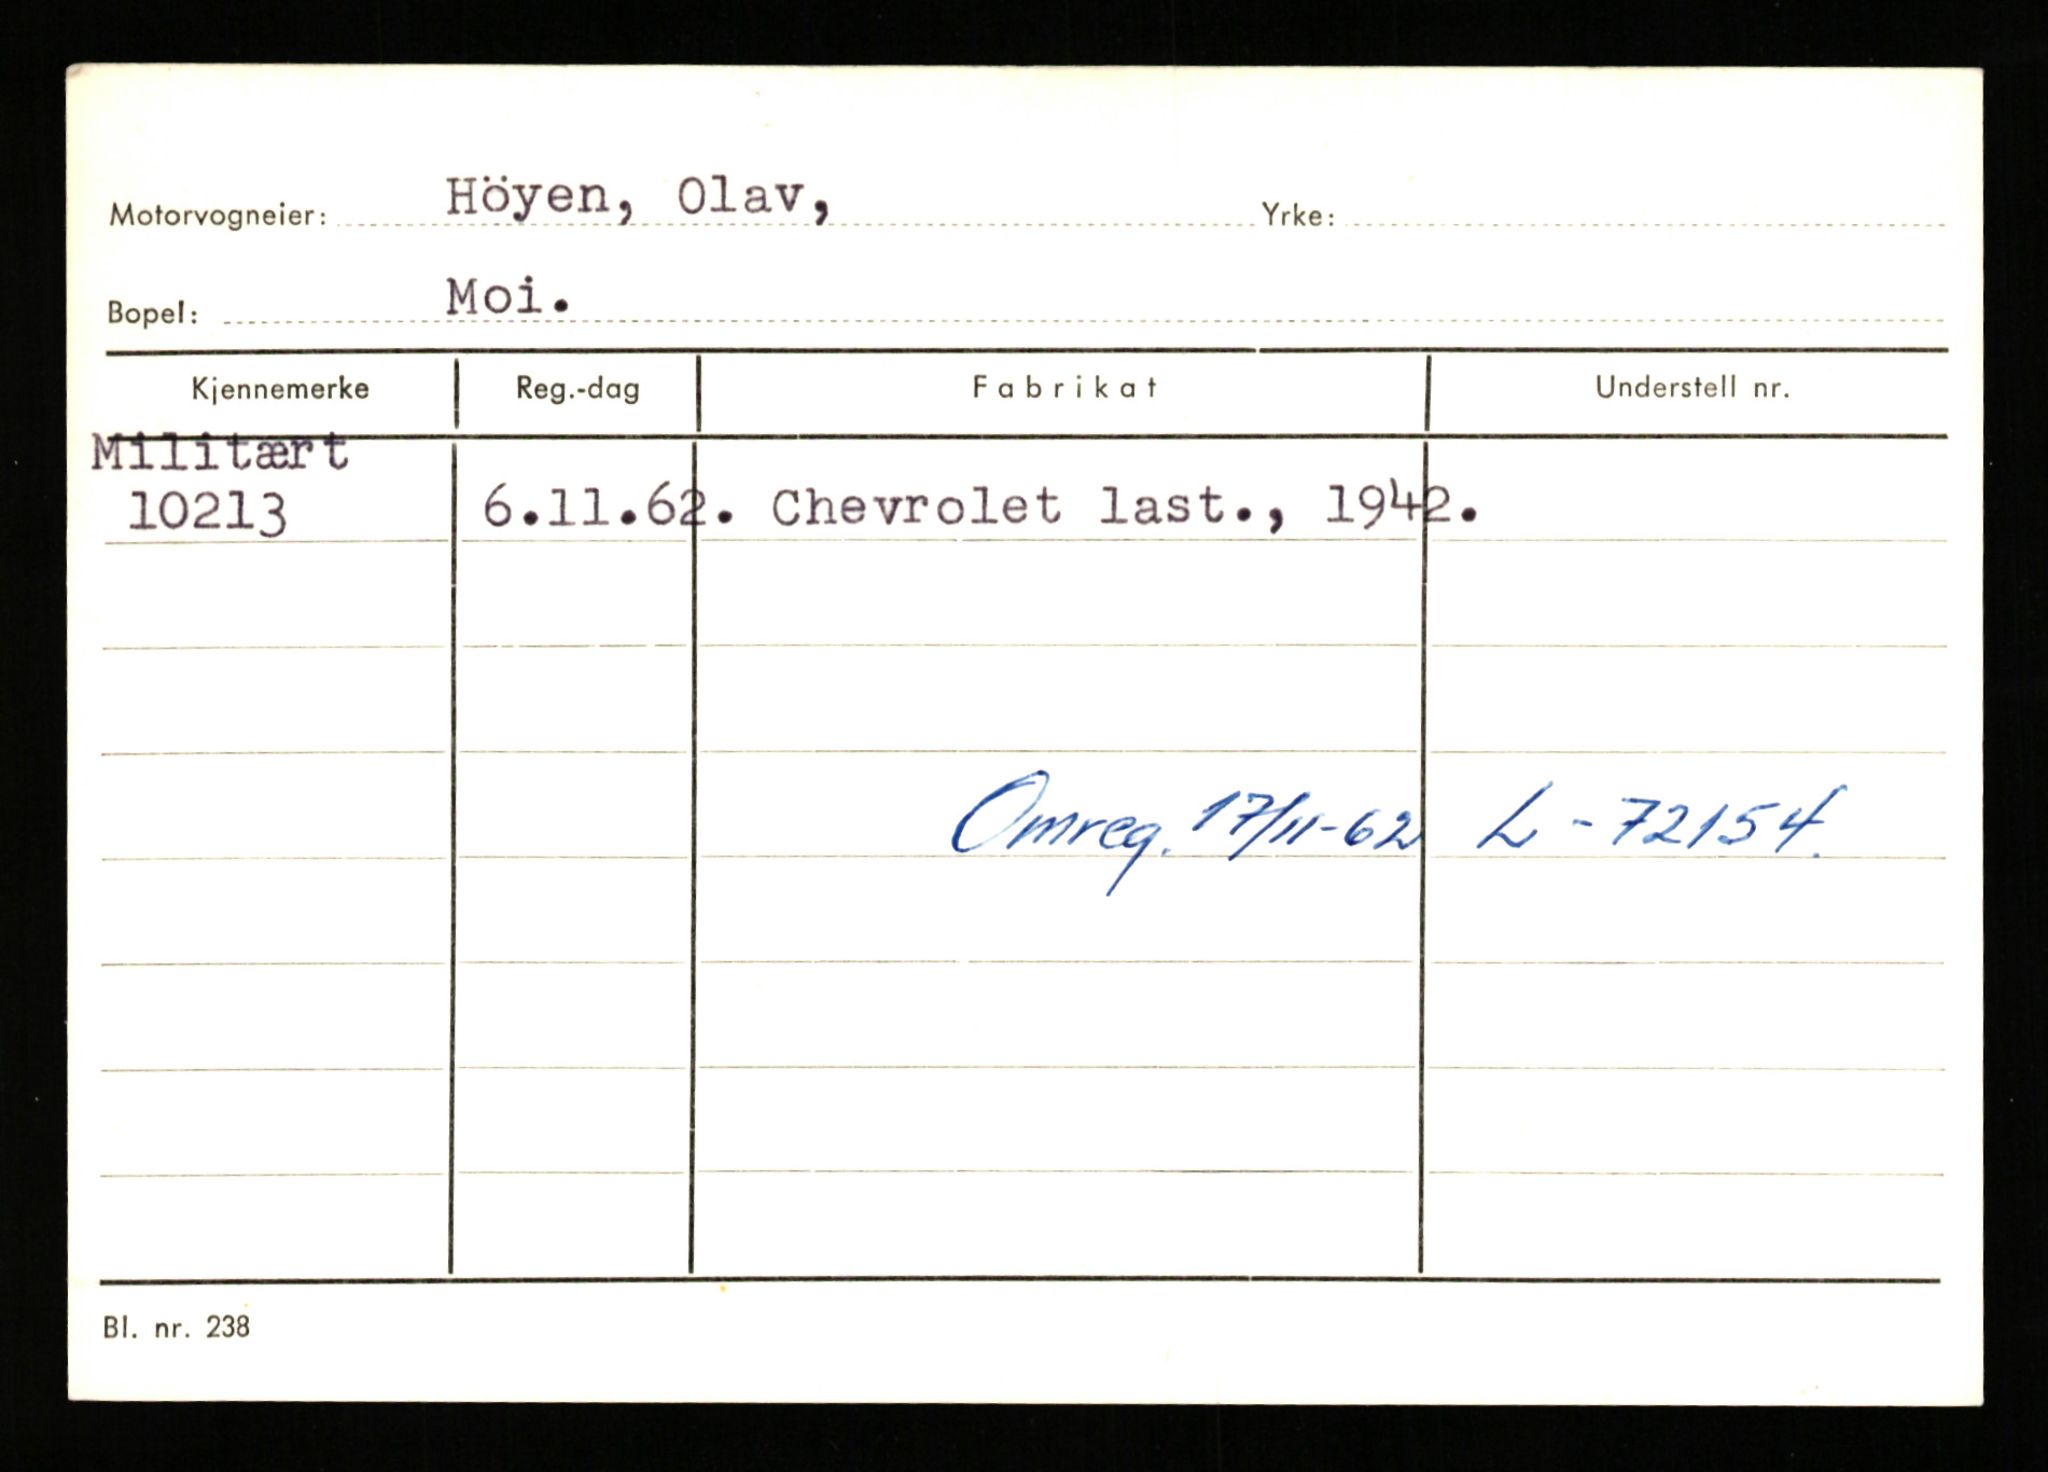 Motorvogneier: Höyen, Olav, Yrke:
Bopel: Moi.
Kjennemerke Reg.-dag Fabrikat Understell nr.
Militært
10213 6.11.62. Chevrolet last., 1942.
Omreg. 17/11-62 L-72154.
Bl. nr. 238